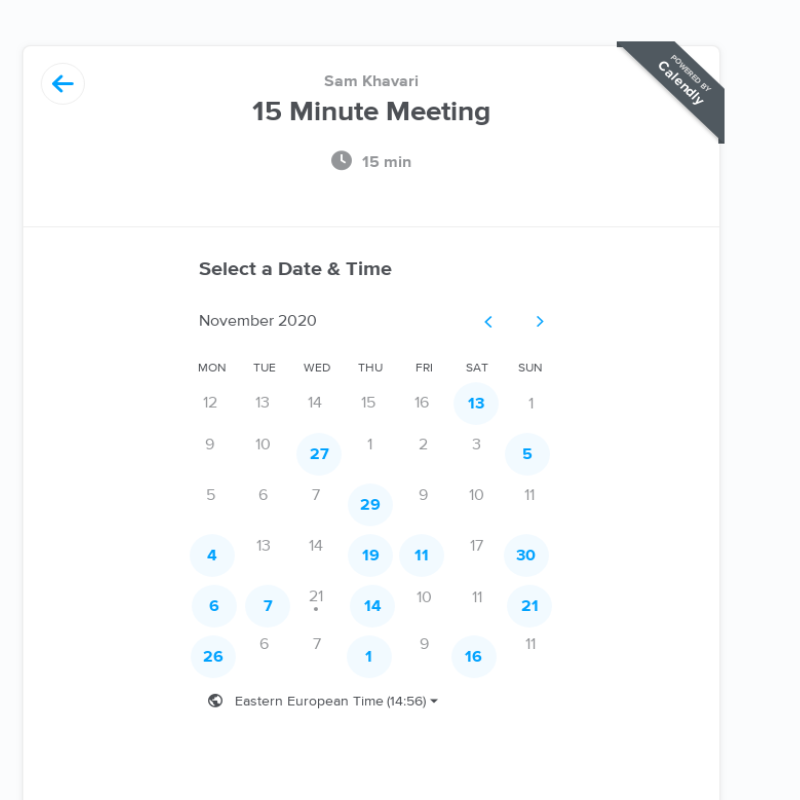 POWERED BY
Calendly
Sam Khavari
15 Minute Meeting
15 min
Select a Date & Time
November 2020
MON TUE WED THU FRI SAT SUN
12 13 14 15 16 13 1
9 10 27 1 2 3 5
5 6 7 29 9 10 11
4 13 14 19 11 17 30
6 7 21 14 10 11 21
26 6 7 1 9 16 11
Eastern European Time (14:56)